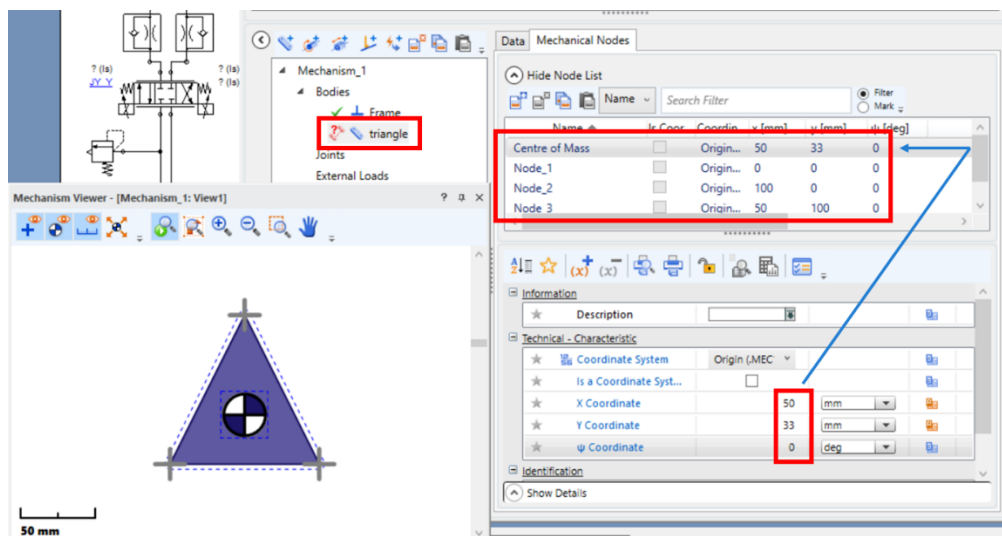 ? (ls)
JY Y
? (ls)
? (ls)
Mechanism_1
Bodies
Frame
triangle
Joints
External Loads
Data
Mechanical Nodes
Hide Node List
Name
Search Filter
Filter
Mark
Name
Is Coor...
Coordin...
x [mm]
y [mm]
ψ [deg]
Centre of Mass
Origin...
50
33
0
Node_1
Origin...
0
0
0
Node_2
Origin...
100
0
0
Node_3
Origin...
50
100
0
Mechanism Viewer - [Mechanism_1: View1]
50 mm
Information
Description
Technical - Characteristic
Coordinate System
Origin (.MEC
Is a Coordinate Syst...
X Coordinate
50
mm
Y Coordinate
33
mm
ψ Coordinate
0
deg
Identification
Show Details